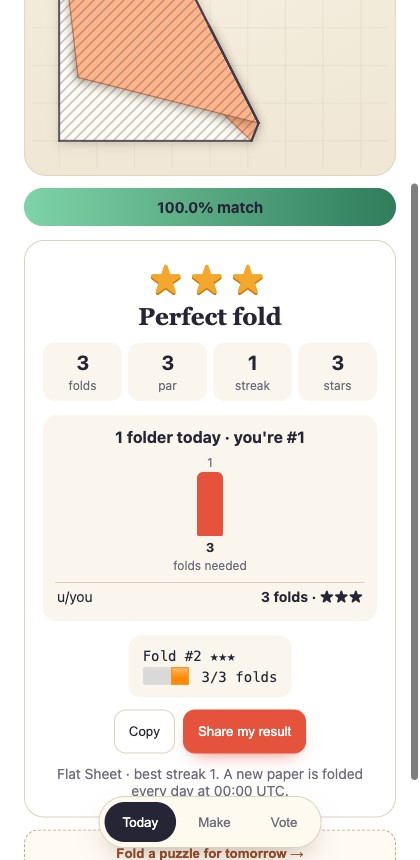 100.0% match
Perfect fold
3 3 1 3
folds par streak stars
1 folder today · you're #1
1
3
folds needed
u/you 3 folds · ★★★
Fold #2 ★★★
3/3 folds
Copy Share my result
Flat Sheet · best streak 1. A new paper is folded
every day at 00:00 UTC.
Today Make Vote
Fold a puzzle for tomorrow →